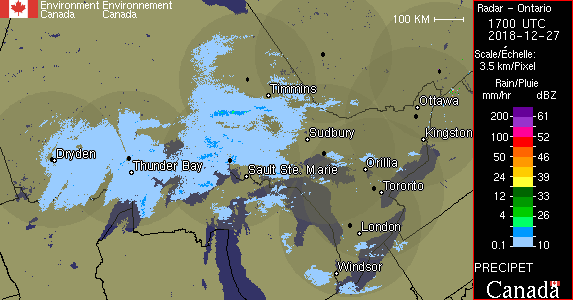 Environment Environnement
Canada Canada
100 KM
Timmins
Ottawa
Sudbury
Kingston
Dryden
Thunder Bay
Sault Ste. Marie
Orillia
Toronto
London
Windsor
Radar - Ontario
1700 UTC
2018-12-27
Scale/Échelle:
3.5 km/Pixel
Rain/Pluie
mm/hr dBZ
200 61
100 52
50 46
24 39
12 33
4 26
0.1 10
PRECIPET
Canada